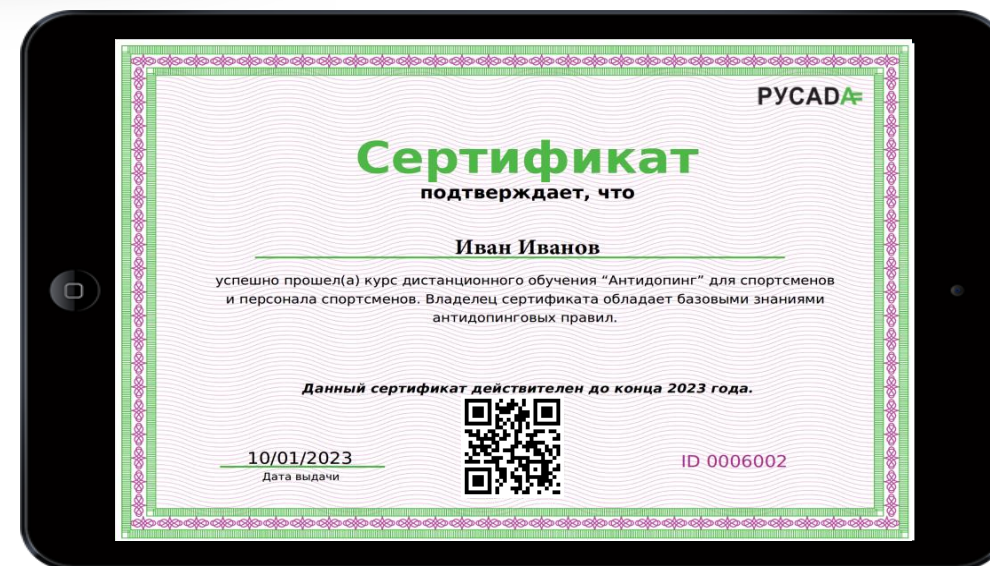 РУСАDА
Сертификат
подтверждает, что
Иван Иванов
успешно прошел(а) курс дистанционного обучения “Антидопинг” для спортсменов
и персонала спортсменов. Владелец сертификата обладает базовыми знаниями
антидопинговых правил.
Данный сертификат действителен до конца 2023 года.
10/01/2023
Дата выдачи
ID 0006002